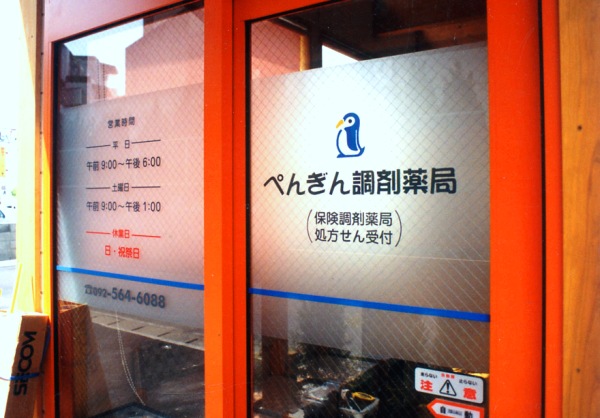 営業時間
平 日
午前 9:00～午後 6:00
土曜日
午前 9:00～午後 1:00
休業日
日・祝祭日
☎092-564-6088
ぺんぎん調剤薬局
(保険調剤薬局
処方せん受付)
SECOM
注 意
動